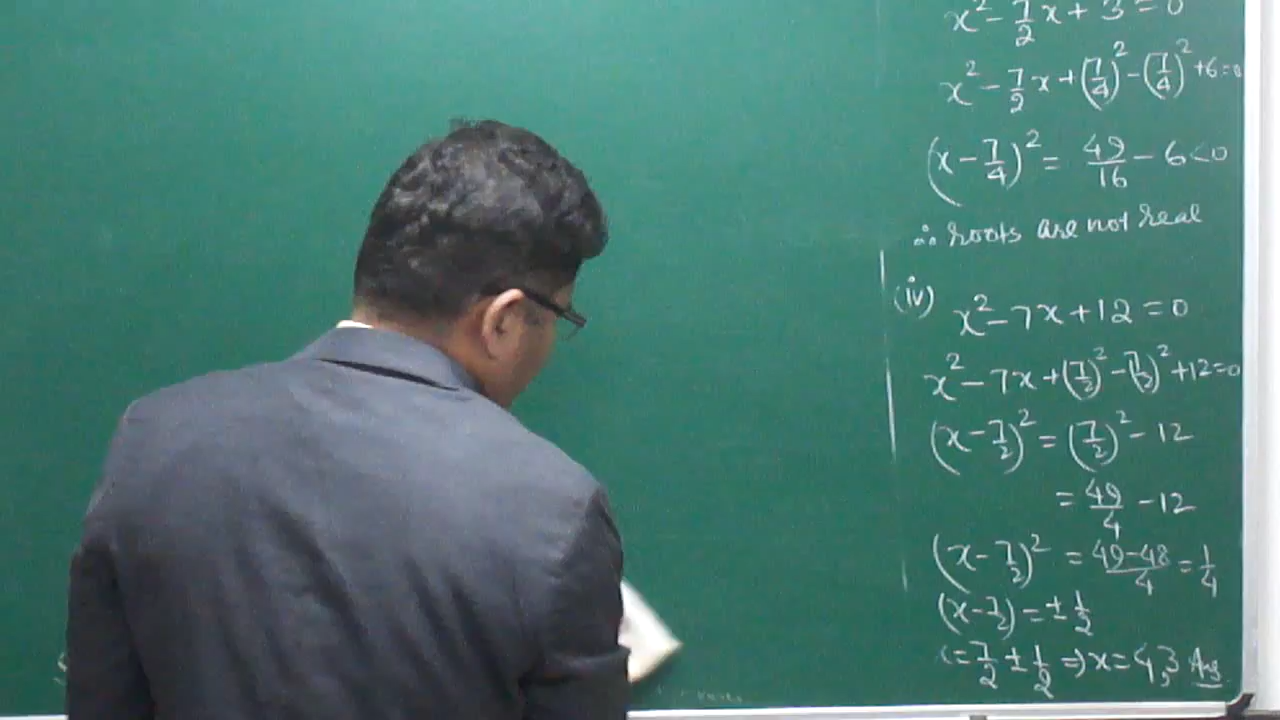 x² - 7/2 x + 3 = 0
x² - 7/2 x + (7/4)² - (7/4)² + 6 = 0
(x - 7/4)² = 49/16 - 6 < 0
∴ roots are not real
(iv) x² - 7x + 12 = 0
x² - 7x + (7/2)² - (7/2)² + 12 = 0
(x - 7/2)² = (7/2)² - 12
= 49/4 - 12
(x - 7/2)² = (49-48)/4 = 1/4
(x - 7/2) = ± 1/2
x = 7/2 ± 1/2 ⇒ x = 4, 3 Ans